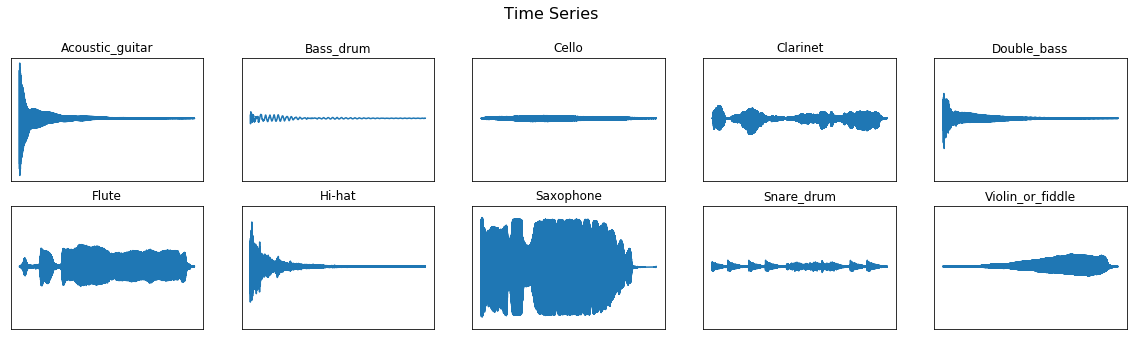 Time Series
Acoustic_guitar
Bass_drum
Cello
Clarinet
Double_bass
Flute
Hi-hat
Saxophone
Snare_drum
Violin_or_fiddle